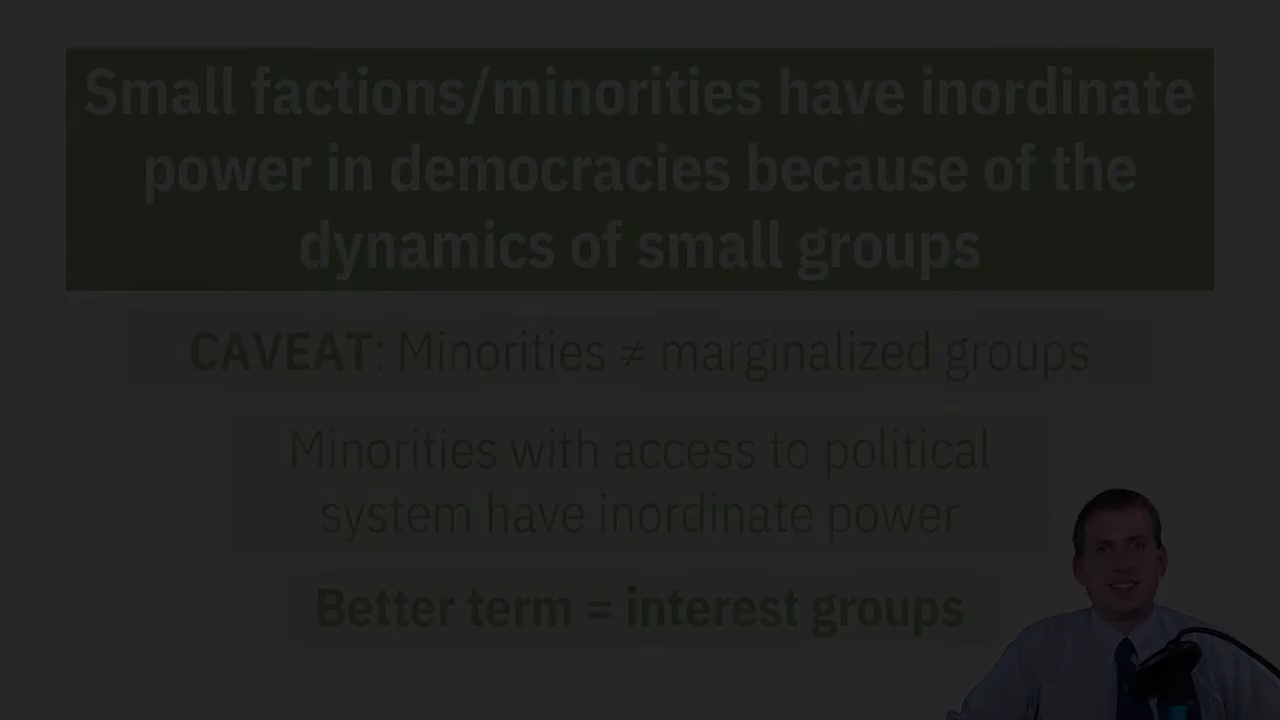 Small factions/minorities have inordinate
power in democracies because of the
dynamics of small groups
CAVEAT: Minorities ≠ marginalized groups
Minorities with access to political
system have inordinate power
Better term = interest groups